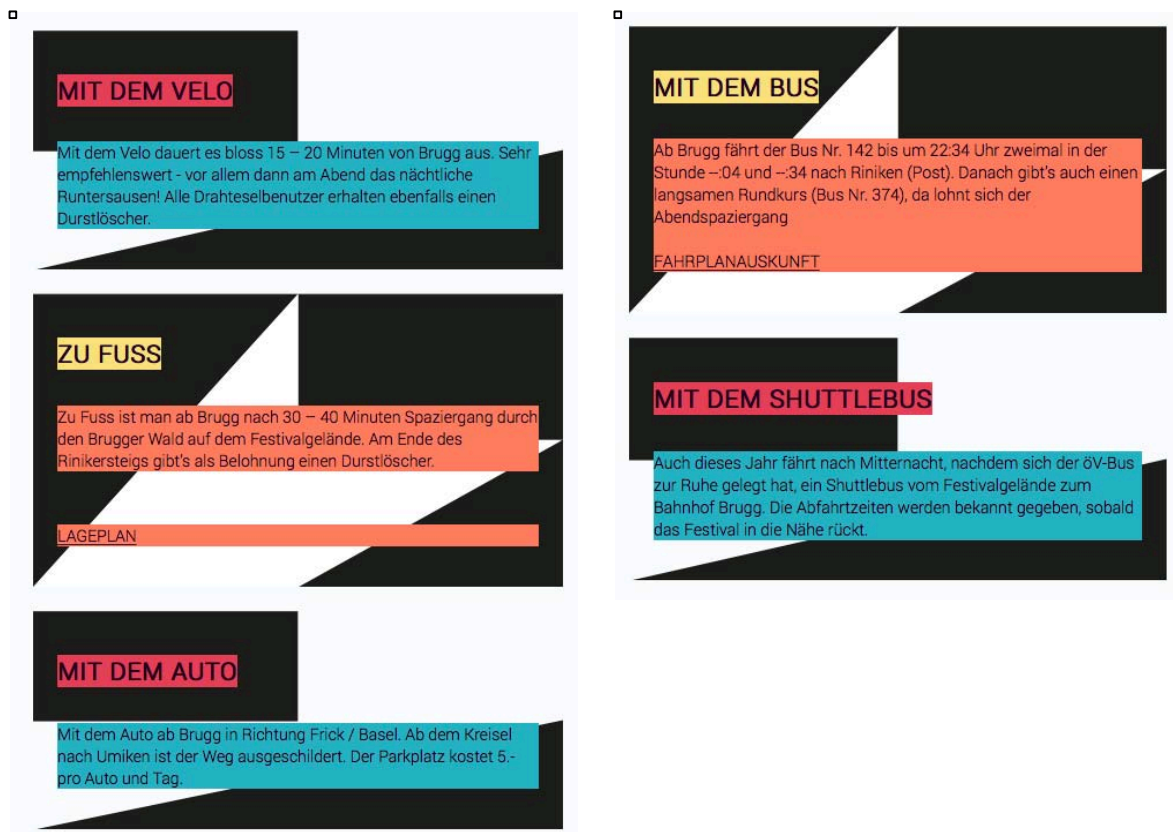 MIT DEM VELO
Mit dem Velo dauert es bloss 15 – 20 Minuten von Brugg aus. Sehr
empfehlenswert - vor allem dann am Abend das nächtliche
Runtersausen! Alle Drahteselbenutzer erhalten ebenfalls einen
Durstlöscher.
ZU FUSS
Zu Fuss ist man ab Brugg nach 30 – 40 Minuten Spaziergang durch
den Brugger Wald auf dem Festivalgelände. Am Ende des
Rinikersteigs gibt's als Belohnung einen Durstlöscher.
LAGEPLAN
MIT DEM AUTO
Mit dem Auto ab Brugg in Richtung Frick / Basel. Ab dem Kreisel
nach Umiken ist der Weg ausgeschildert. Der Parkplatz kostet 5.-
pro Auto und Tag.
MIT DEM BUS
Ab Brugg fährt der Bus Nr. 142 bis um 22:34 Uhr zweimal in der
Stunde --:04 und --:34 nach Riniken (Post). Danach gibt's auch einen
langsamen Rundkurs (Bus Nr. 374), da lohnt sich der
Abendspaziergang
FAHRPLANAUSKUNFT
MIT DEM SHUTTLEBUS
Auch dieses Jahr fährt nach Mitternacht, nachdem sich der öV-Bus
zur Ruhe gelegt hat, ein Shuttlebus vom Festivalgelände zum
Bahnhof Brugg. Die Abfahrtzeiten werden bekannt gegeben, sobald
das Festival in die Nähe rückt.